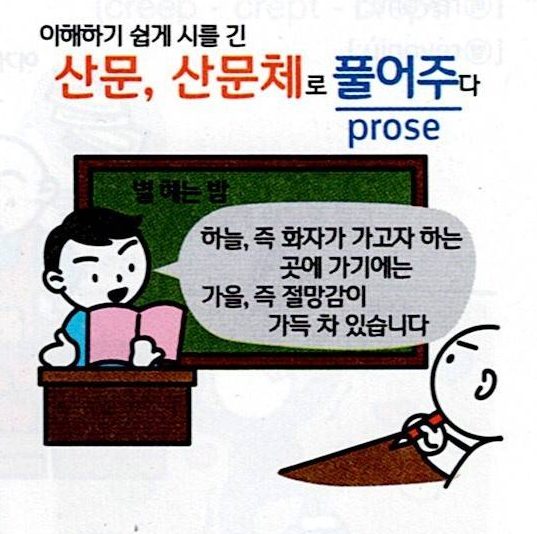 이해하기 쉽게 시를 긴
산문, 산문체로 풀어주다
prose
별 헤는 밤
하늘, 즉 화자가 가고자 하는
곳에 가기에는
가을, 즉 절망감이
가득 차 있습니다